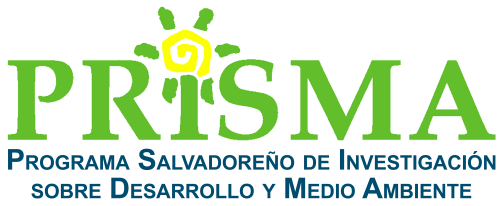 PRiSMA
PROGRAMA SALVADOREÑO DE INVESTIGACIÓN
SOBRE DESARROLLO Y MEDIO AMBIENTE